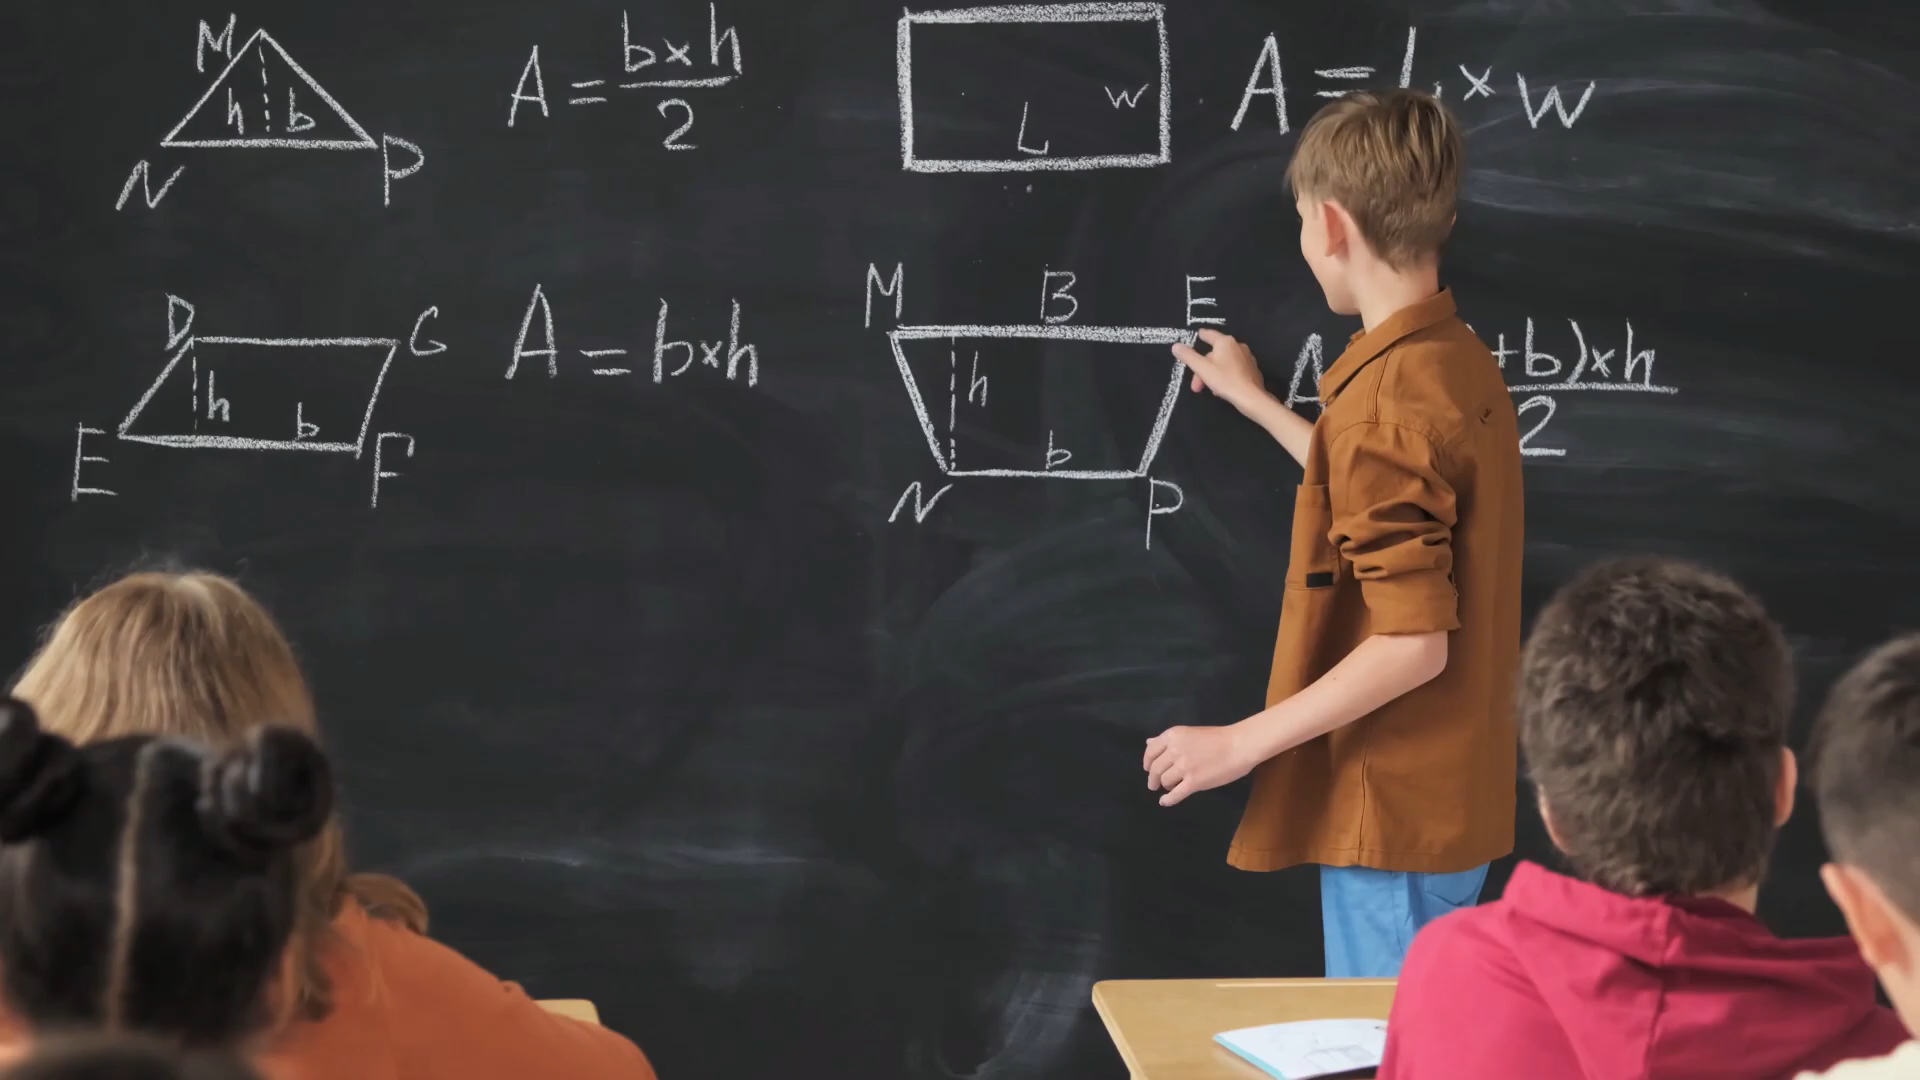 M
h b
N P
A = b×h
2
L w
A = L × w
D G
h b
E F
A = b×h
M B E
h
b
N P
A +b)×h
2